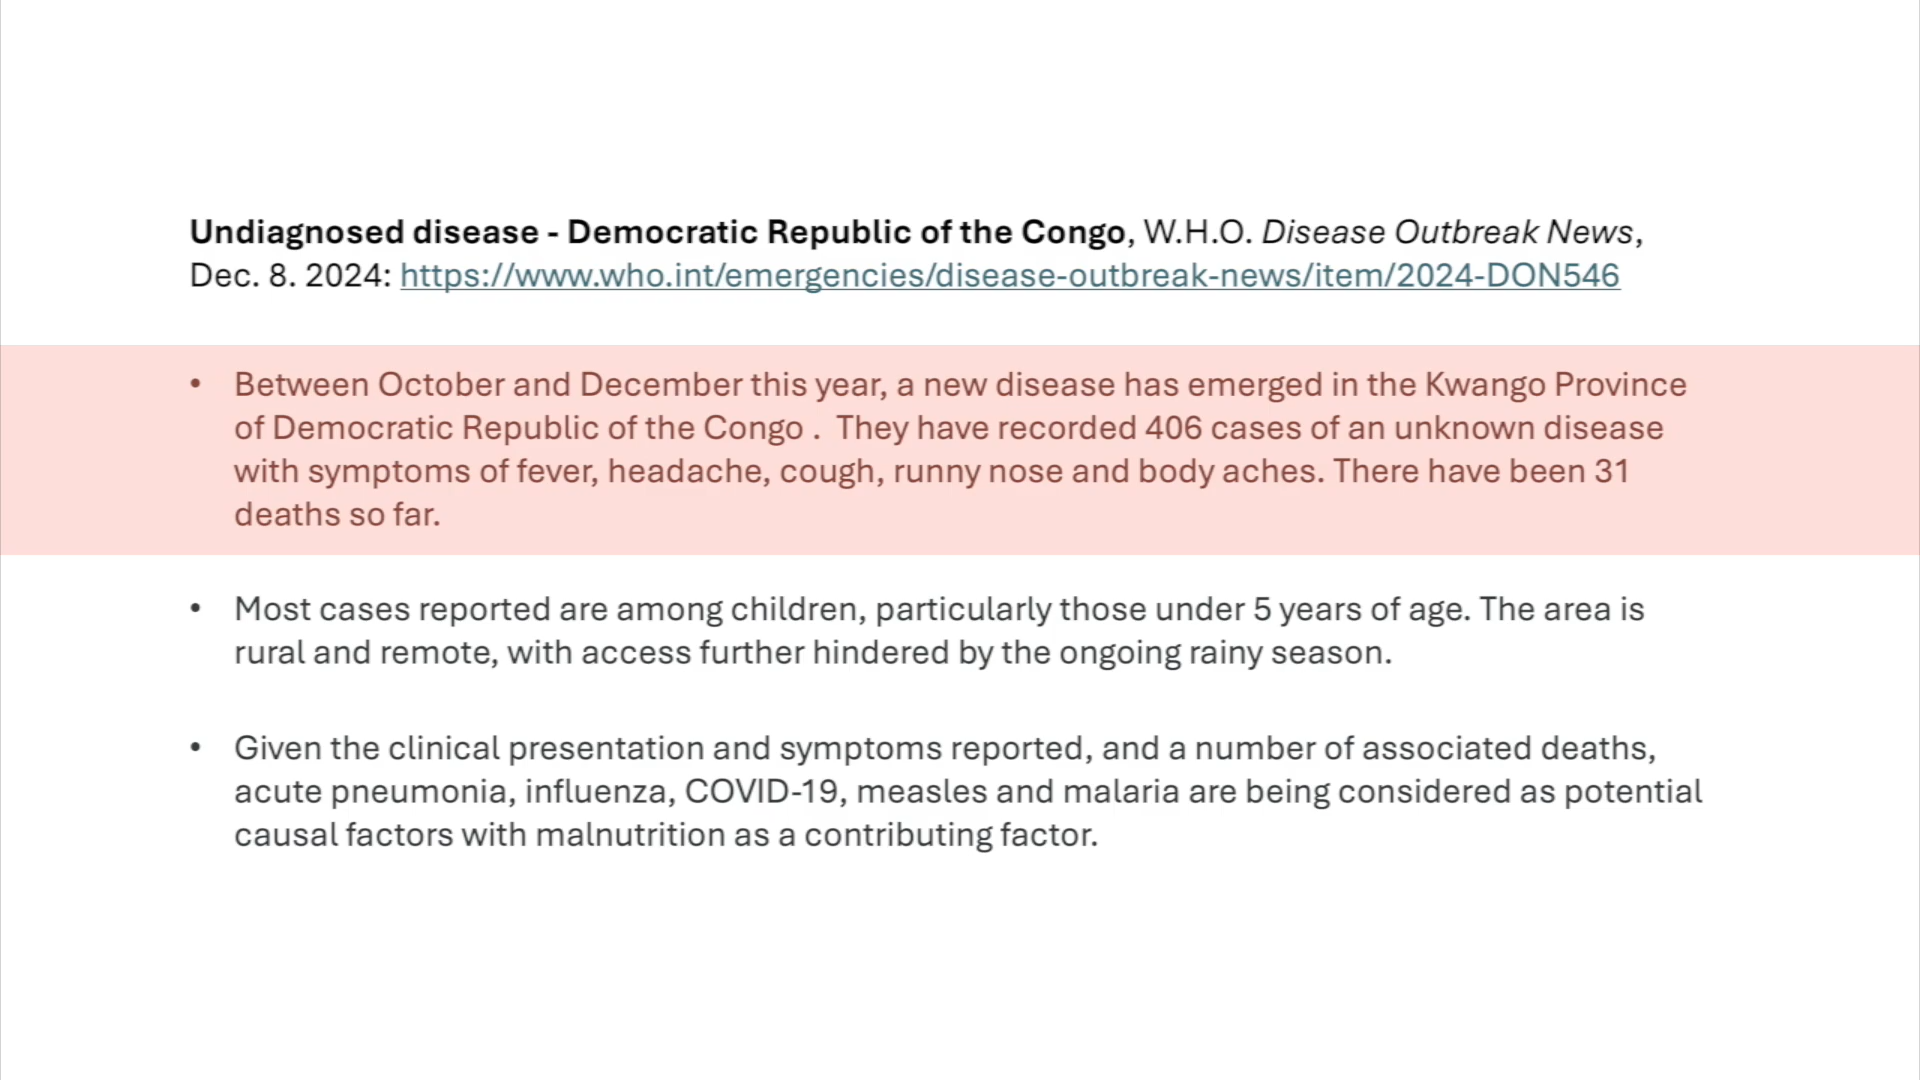 Undiagnosed disease - Democratic Republic of the Congo, W.H.O. Disease Outbreak News,
Dec. 8. 2024: https://www.who.int/emergencies/disease-outbreak-news/item/2024-DON546
• Between October and December this year, a new disease has emerged in the Kwango Province
of Democratic Republic of the Congo .  They have recorded 406 cases of an unknown disease
with symptoms of fever, headache, cough, runny nose and body aches. There have been 31
deaths so far.
• Most cases reported are among children, particularly those under 5 years of age. The area is
rural and remote, with access further hindered by the ongoing rainy season.
• Given the clinical presentation and symptoms reported, and a number of associated deaths,
acute pneumonia, influenza, COVID-19, measles and malaria are being considered as potential
causal factors with malnutrition as a contributing factor.